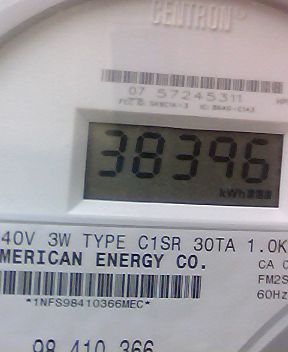 CENTRON®
07 57245311
38396
kWh
40V 3W TYPE C1SR 30TA 1.0K
MERICAN ENERGY CO.
CA 0
FM2S
60Hz
*1NFS98410366MEC*
98 410 366